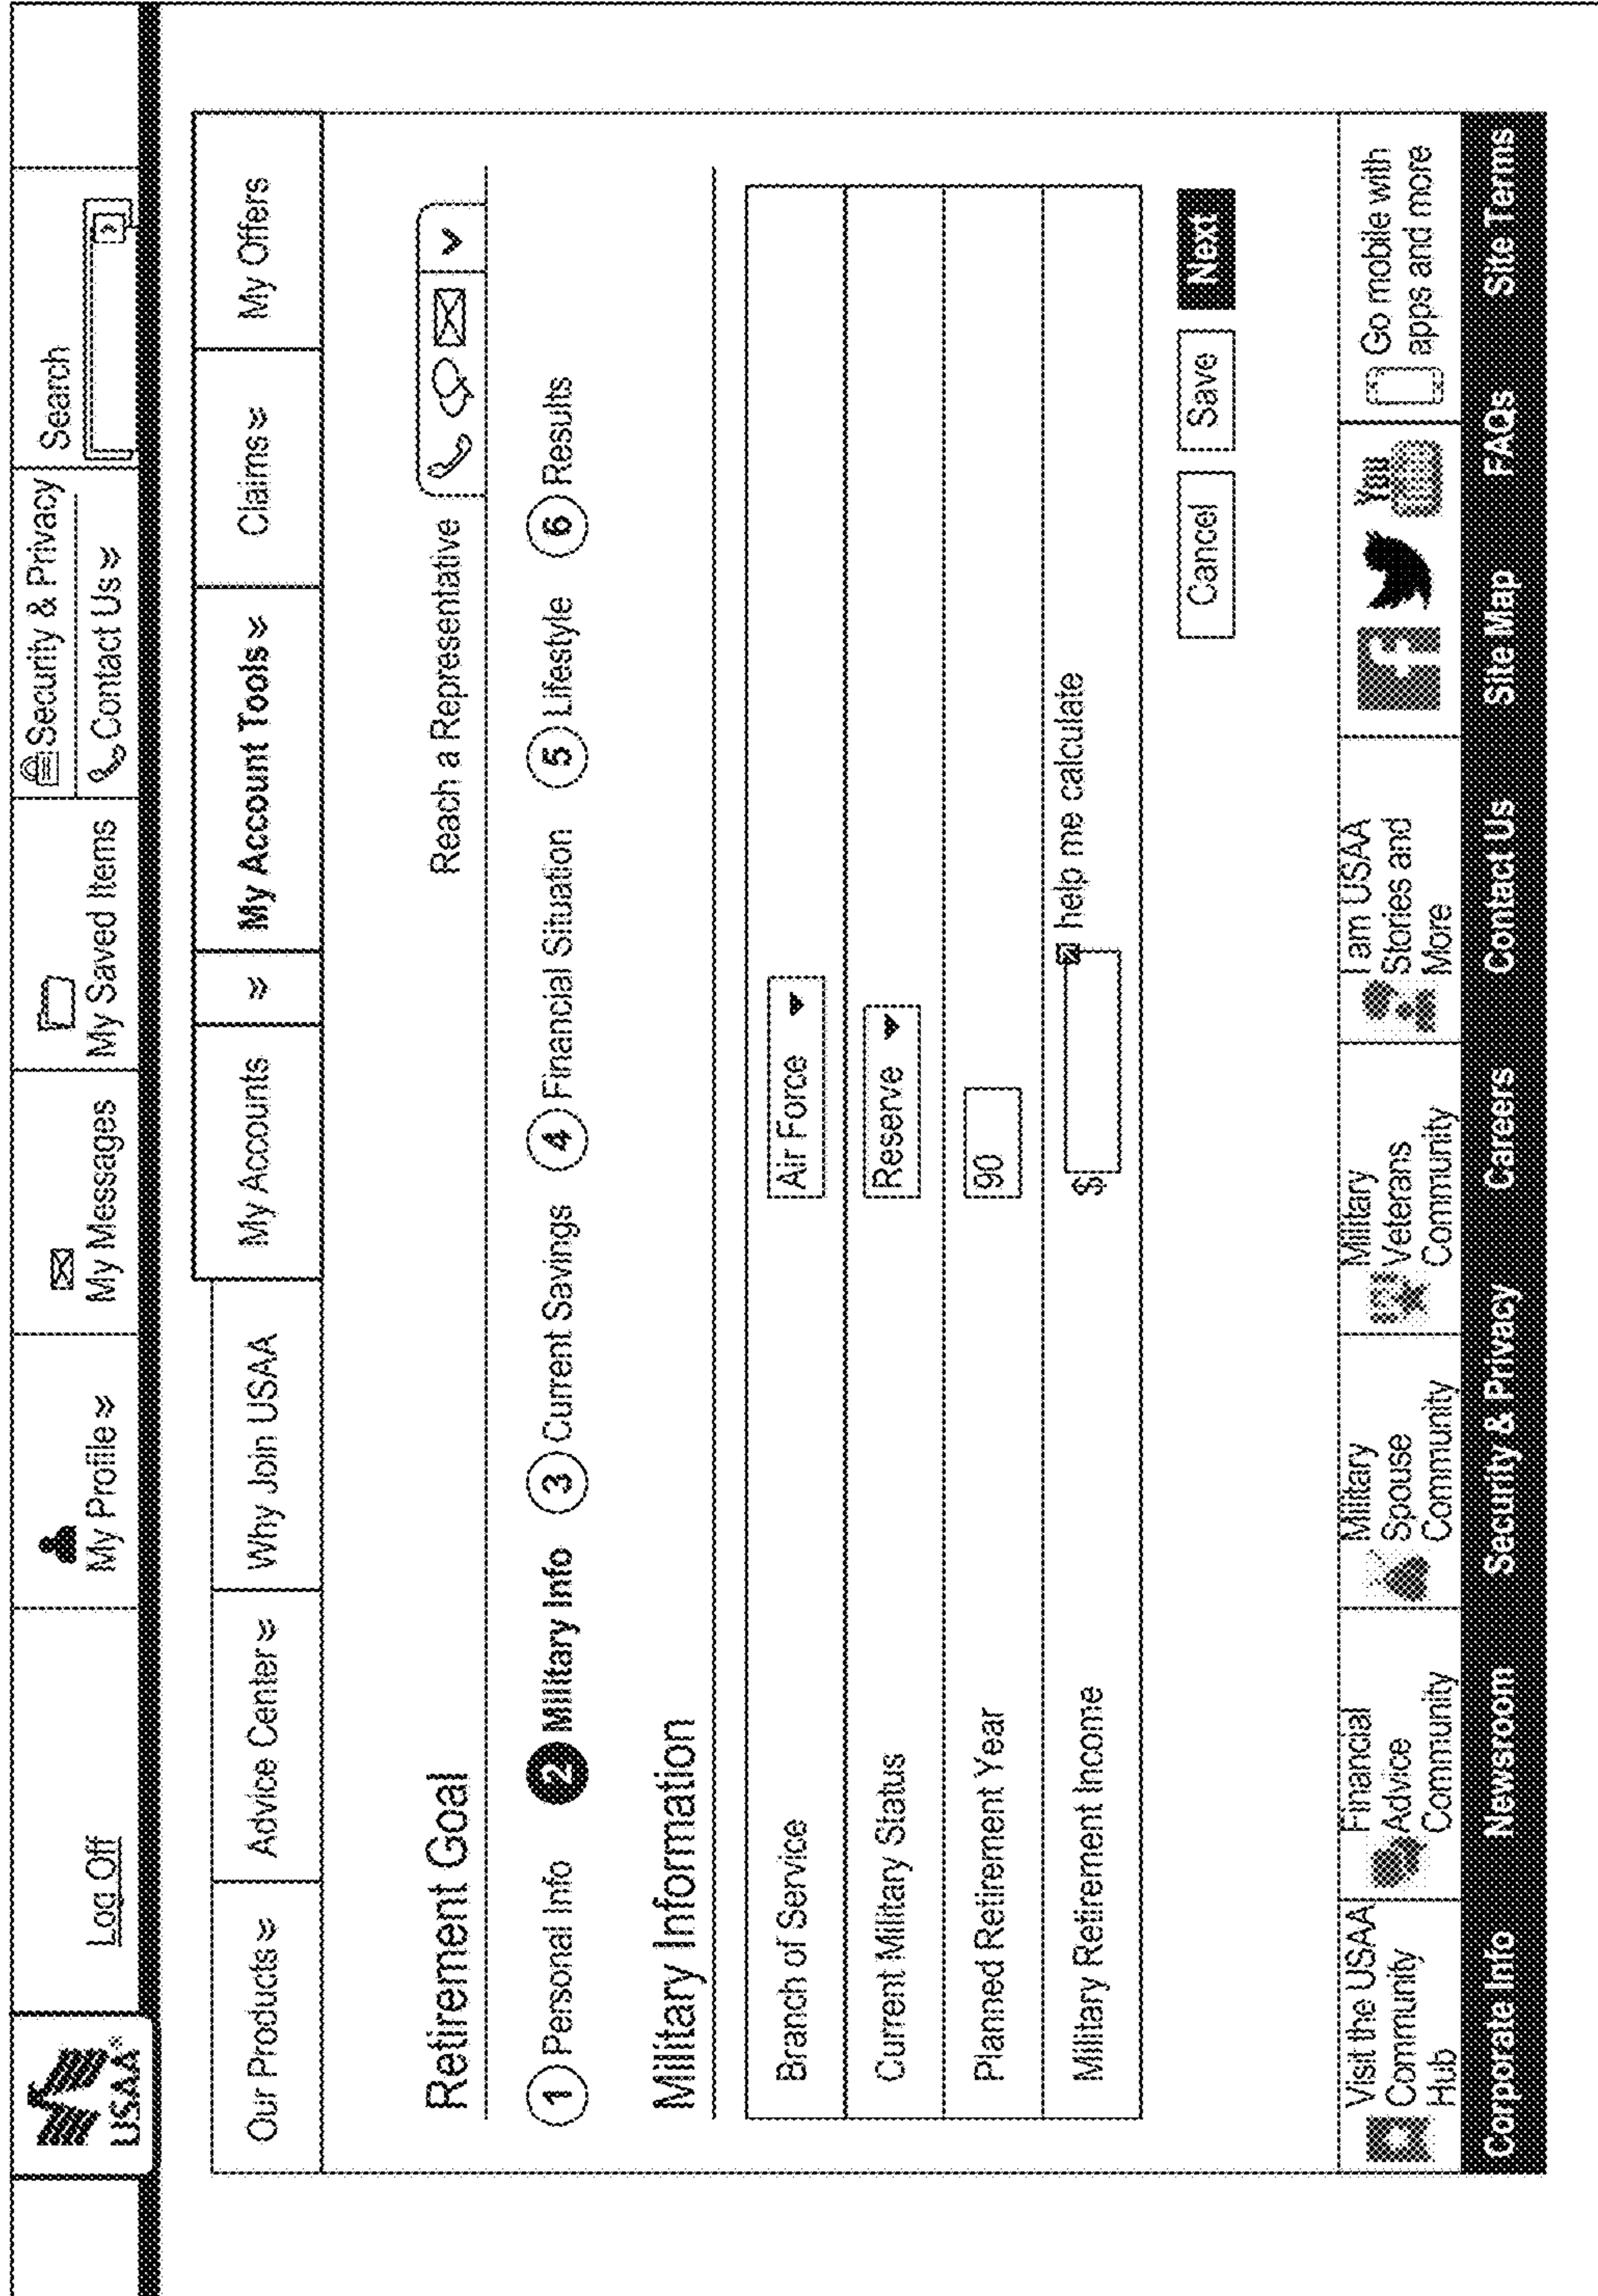 USAA®
Log Off
My Profile
My Messages
My Saved Items
Security & Privacy
Contact Us
Search
Our Products
Advice Center
Why Join USAA
My Accounts
My Account Tools
Claims
My Offers
Retirement Goal
Reach a Representative
1 Personal Info 2 Military Info 3 Current Savings 4 Financial Situation 5 Lifestyle 6 Results
Military Information
Branch of Service Air Force
Current Military Status Reserve
Planned Retirement Year 90
Military Retirement Income $ help me calculate
Cancel Save Next
Visit the USAA
Community
Hub
Financial
Advice
Community
Military
Spouse
Community
Military
Veterans
Community
I am USAA
Stories and
More
f
You
Go mobile with
apps and more
Corporate Info Newsroom Security & Privacy Careers Contact Us Site Map FAQs Site Terms